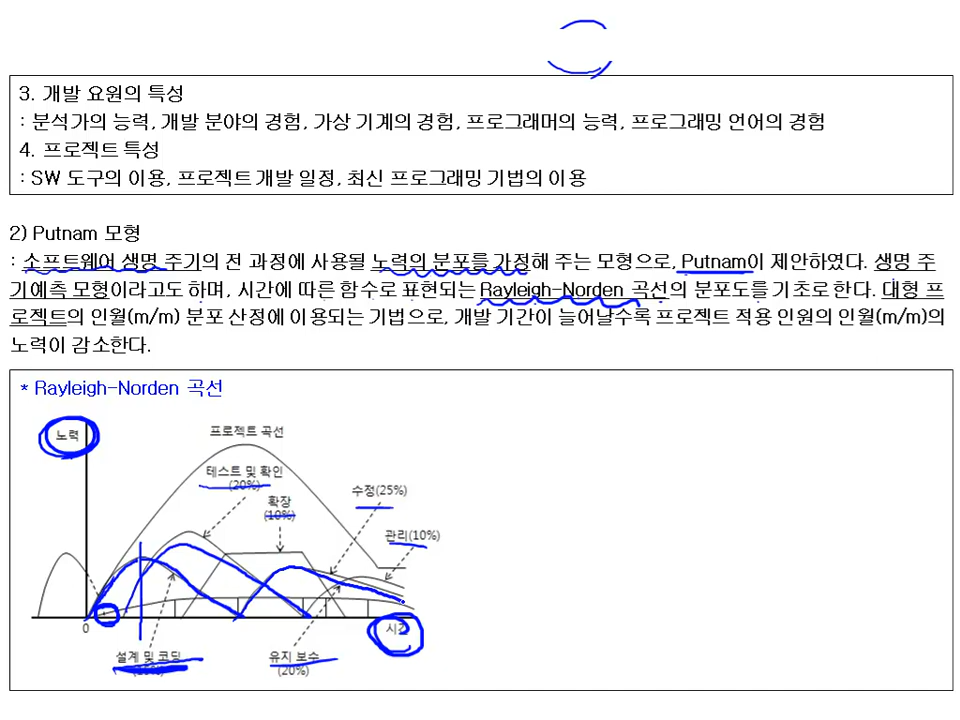 3. 개발 요원의 특성
: 분석가의 능력, 개발 분야의 경험, 가상 기계의 경험, 프로그래머의 능력, 프로그래밍 언어의 경험
4. 프로젝트 특성
: SW 도구의 이용, 프로젝트 개발 일정, 최신 프로그래밍 기법의 이용
2) Putnam 모형
: 소프트웨어 생명 주기의 전 과정에 사용될 노력의 분포를 가정해 주는 모형으로, Putnam이 제안하였다. 생명 주
기예측 모형이라고도 하며, 시간에 따른 함수로 표현되는 Rayleigh-Norden 곡선의 분포도를 기초로 한다. 대형 프
로젝트의 인월(m/m) 분포 산정에 이용되는 기법으로, 개발 기간이 늘어날수록 프로젝트 적용 인원의 인월(m/m)의
노력이 감소한다.
* Rayleigh-Norden 곡선
노력
프로젝트 곡선
테스트 및 확인
(20%)
확장
(10%)
수정(25%)
관리(10%)
0
시간
설계 및 코딩
유지 보수
(20%)